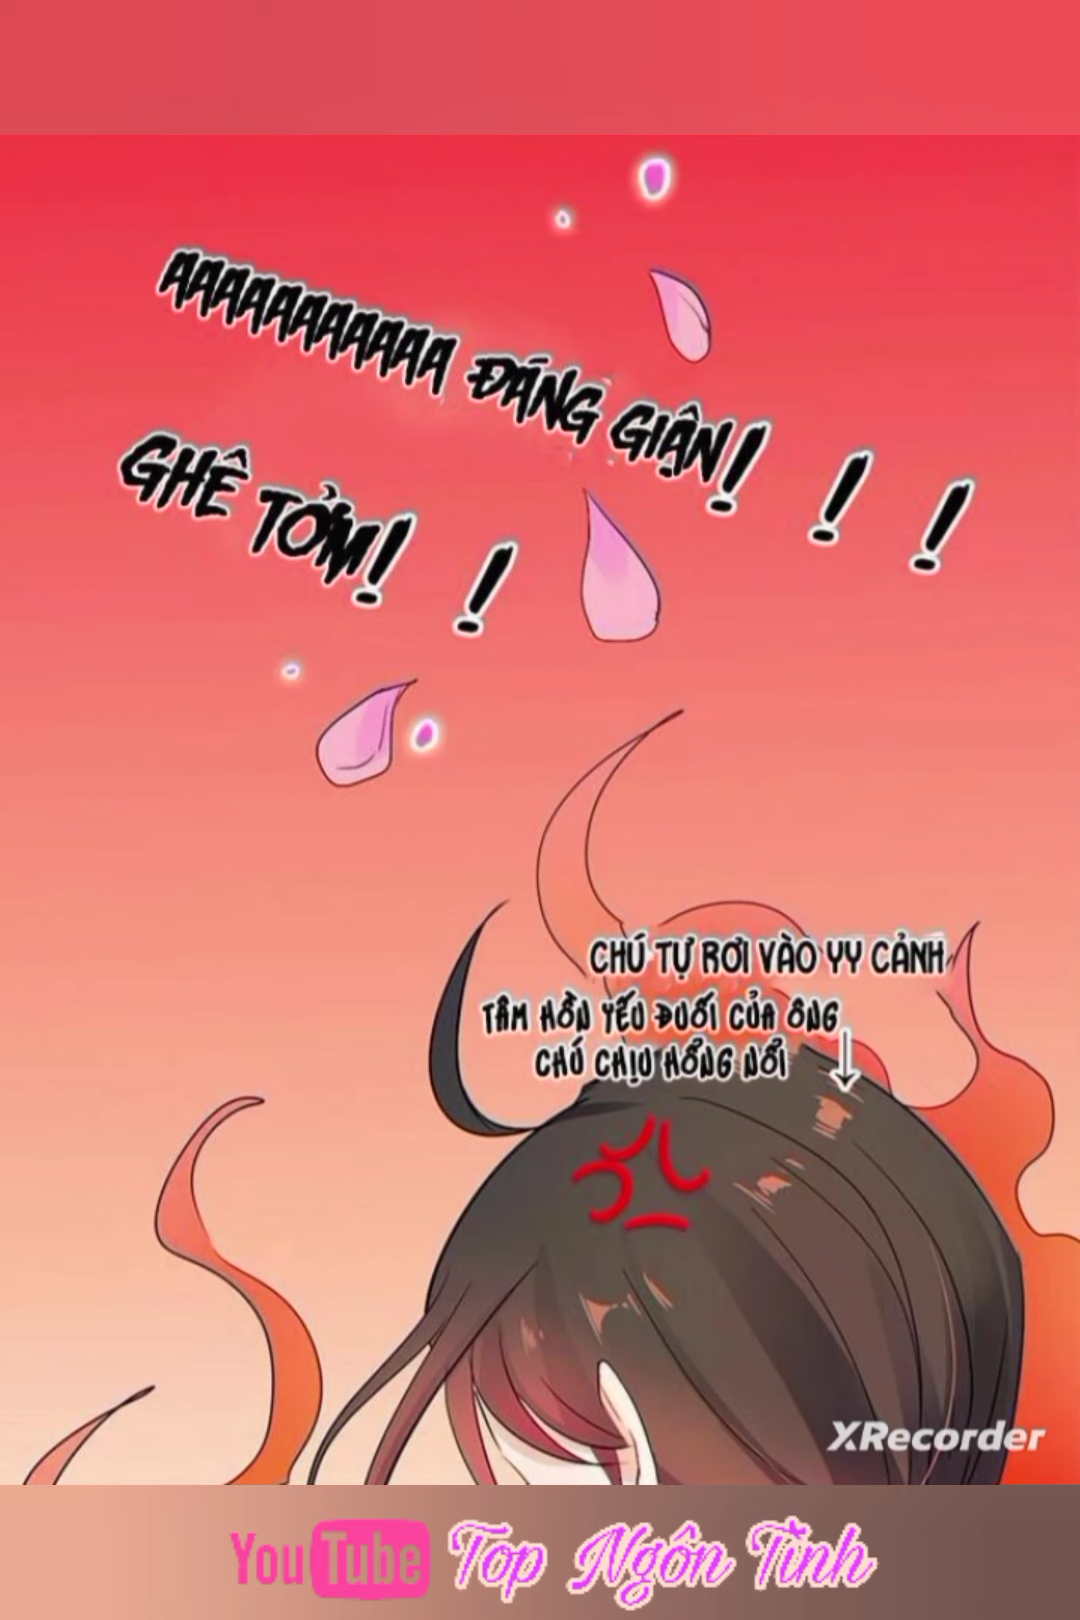 AAAAAAAAAAAA ĐÁNG GIẬN! ! !
GHÊ TỞM! !
CHÚ TỰ RƠI VÀO YY CẢNH
TÂM HỒN YẾU ĐUỐI CỦA ÔNG
CHÚ CHỊU HỔNG NỔI
XRecorder
YouTube Top Ngôn Tình